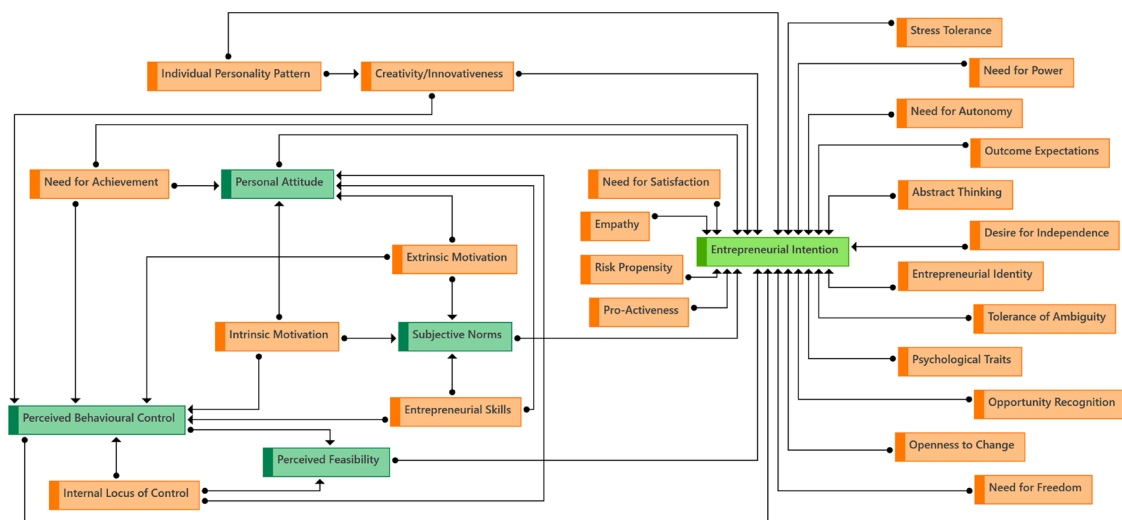 Stress Tolerance
Individual Personality Pattern
Creativity/Innovativeness
Need for Power
Need for Autonomy
Outcome Expectations
Need for Achievement
Personal Attitude
Need for Satisfaction
Abstract Thinking
Empathy
Desire for Independence
Extrinsic Motivation
Entrepreneurial Intention
Risk Propensity
Entrepreneurial Identity
Pro-Activeness
Tolerance of Ambiguity
Intrinsic Motivation
Subjective Norms
Psychological Traits
Opportunity Recognition
Perceived Behavioural Control
Entrepreneurial Skills
Openness to Change
Perceived Feasibility
Internal Locus of Control
Need for Freedom